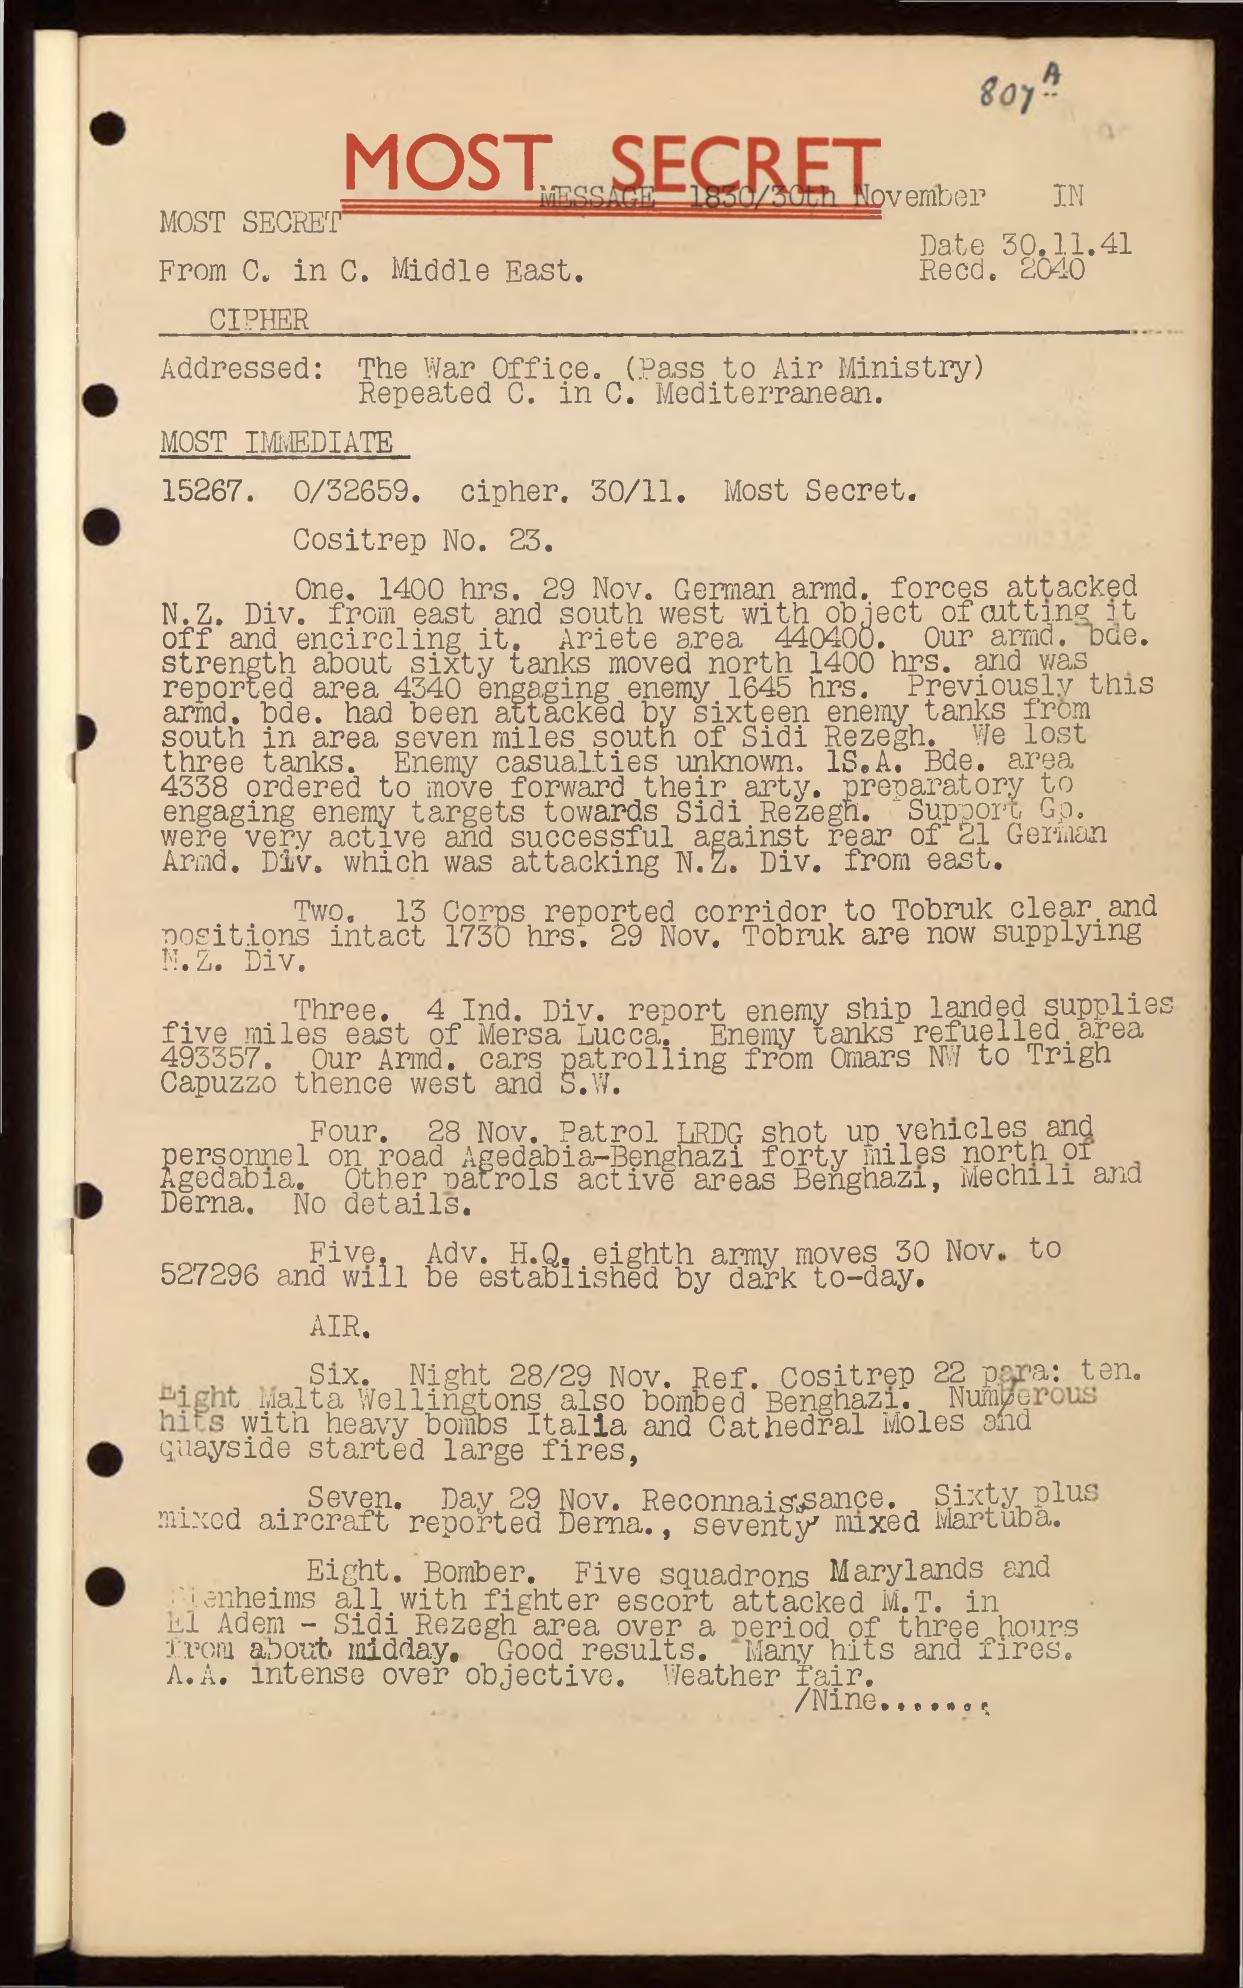 807 A
MOST SECRET
MESSAGE 1830/30th November IN
MOST SECRET
Date 30.11.41
From C. in C. Middle East.
Recd. 2040
CIPHER
Addressed: The War Office. (Pass to Air Ministry)
Repeated C. in C. Mediterranean.
MOST IMMEDIATE
15267. O/32659. cipher. 30/11. Most Secret.
Cositrep No. 23.
One. 1400 hrs. 29 Nov. German armd. forces attacked
N.Z. Div. from east and south west with object of cutting it
off and encircling it. Ariete area 440400. Our armd. bde.
strength about sixty tanks moved north 1400 hrs. and was
reported area 4340 engaging enemy 1645 hrs. Previously this
armd. bde. had been attacked by sixteen enemy tanks from
south in area seven miles south of Sidi Rezegh. We lost
three tanks. Enemy casualties unknown. 1S.A. Bde. area
4338 ordered to move forward their arty. preparatory to
engaging enemy targets towards Sidi Rezegh. Support Gp.
were very active and successful against rear of 21 German
Armd. Div. which was attacking N.Z. Div. from east.
Two. 13 Corps reported corridor to Tobruk clear and
positions intact 1730 hrs. 29 Nov. Tobruk are now supplying
N.Z. Div.
Three. 4 Ind. Div. report enemy ship landed supplies
five miles east of Mersa Lucca. Enemy tanks refuelled area
493357. Our Armd. cars patrolling from Omars NW to Trigh
Capuzzo thence west and S.W.
Four. 28 Nov. Patrol LRDG shot up vehicles and
personnel on road Agedabia-Benghazi forty miles north of
Agedabia. Other patrols active areas Benghazi, Mechili and
Derna. No details.
Five. Adv. H.Q. eighth army moves 30 Nov. to
527296 and will be established by dark to-day.
AIR.
Six. Night 28/29 Nov. Ref. Cositrep 22 para: ten.
Eight Malta Wellingtons also bombed Benghazi. Numerous
hits with heavy bombs Italia and Cathedral Moles and
quayside started large fires,
Seven. Day 29 Nov. Reconnaissance. Sixty plus
mixed aircraft reported Derna., seventy mixed Martuba.
Eight. Bomber. Five squadrons Marylands and
Blenheims all with fighter escort attacked M.T. in
El Adem - Sidi Rezegh area over a period of three hours
from about midday. Good results. Many hits and fires.
A.A. intense over objective. Weather fair.
/Nine.......